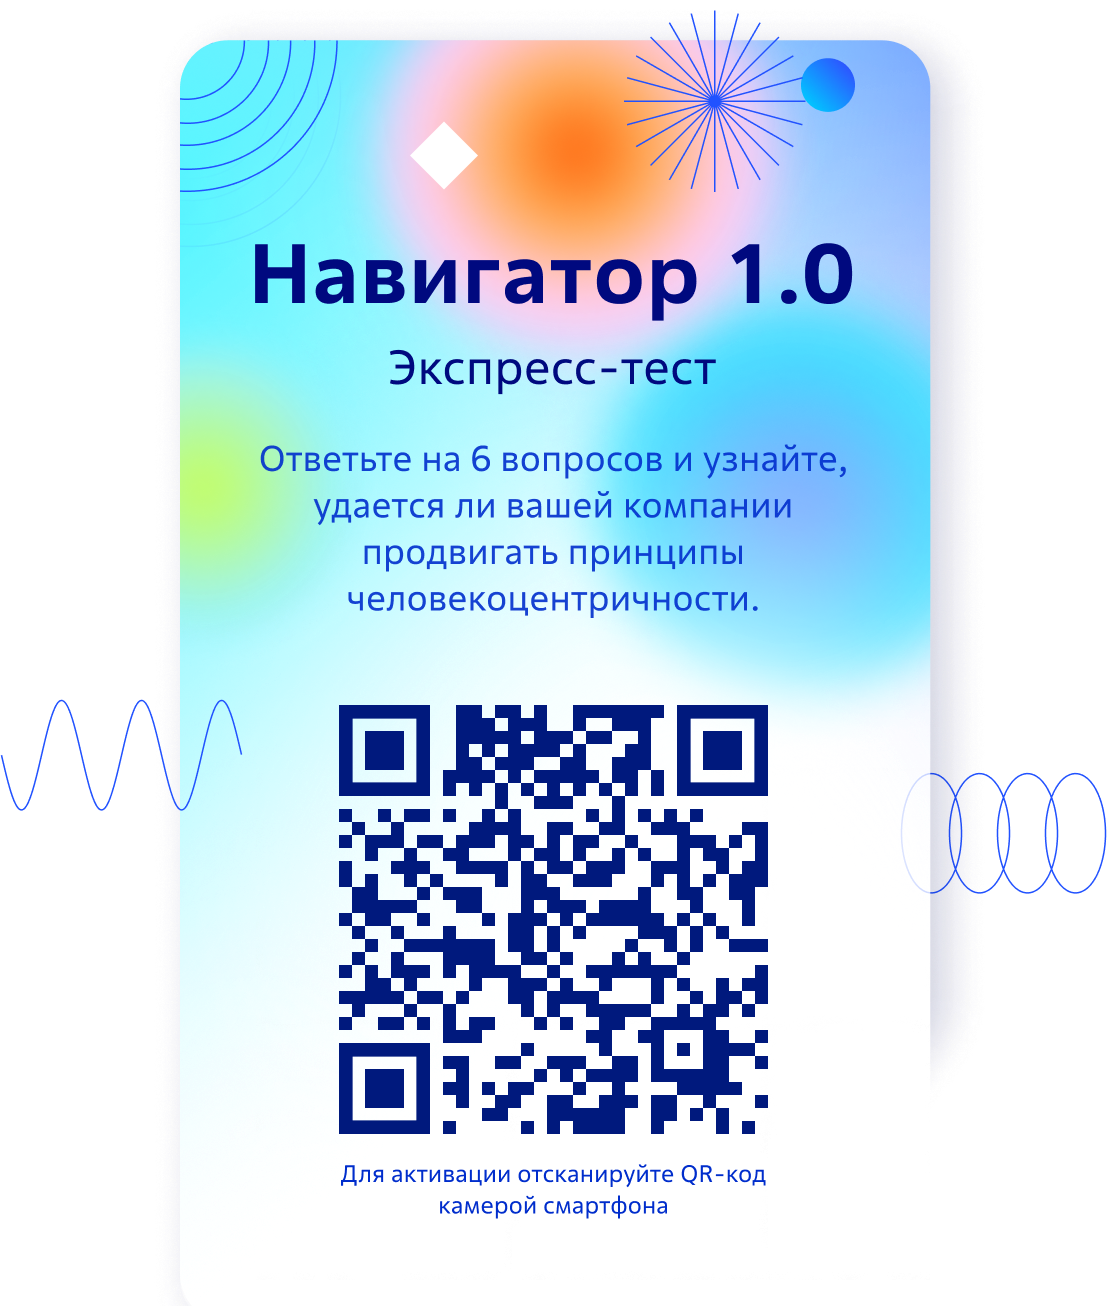 Навигатор 1.0
Экспресс-тест
Ответьте на 6 вопросов и узнайте,
удается ли вашей компании
продвигать принципы
человекоцентричности.
Для активации отсканируйте QR-код
камерой смартфона